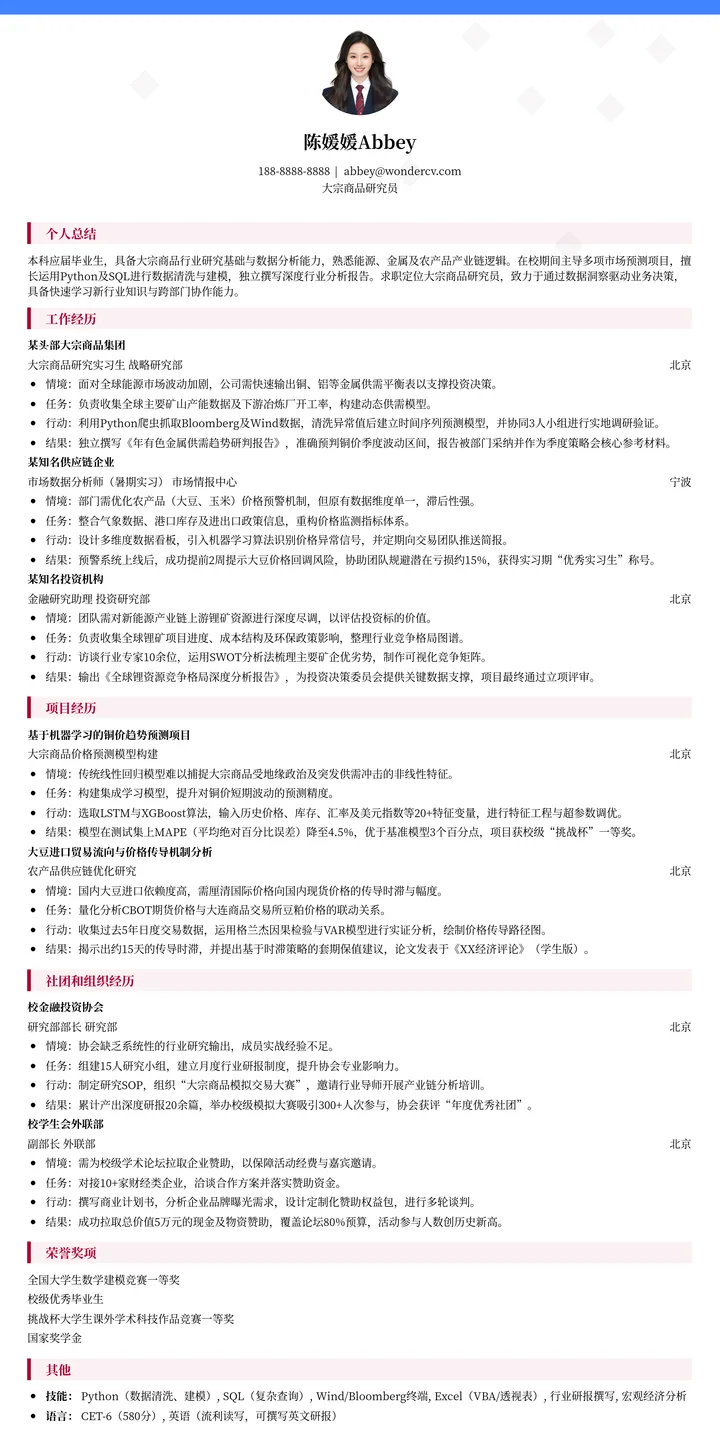 陈媛媛Abbey
188-8888-8888 | abbey@wondercv.com
大宗商品研究员
个人总结
本科应届毕业生，具备大宗商品行业研究基础与数据分析能力，熟悉能源、金属及农产品产业链逻辑。在校期间主导多项市场预测项目，擅
长运用Python及SQL进行数据清洗与建模，独立撰写深度行业分析报告。求职定位大宗商品研究员，致力于通过数据洞察驱动业务决策，
具备快速学习新行业知识与跨部门协作能力。
工作经历
某头部大宗商品集团
大宗商品研究实习生 战略研究部 北京
• 情境：面对全球能源市场波动加剧，公司需快速输出铜、铝等金属供需平衡表以支撑投资决策。
• 任务：负责收集全球主要矿山产能数据及下游冶炼厂开工率，构建动态供需模型。
• 行动：利用Python爬虫抓取Bloomberg及Wind数据，清洗异常值后建立时间序列预测模型，并协同3人小组进行实地调研验证。
• 结果：独立撰写《年有色金属供需趋势研判报告》，准确预判铜价季度波动区间，报告被部门采纳并作为季度策略会核心参考材料。
某知名供应链企业
市场数据分析师（暑期实习） 市场情报中心 宁波
• 情境：部门需优化农产品（大豆、玉米）价格预警机制，但原有数据维度单一，滞后性强。
• 任务：整合气象数据、港口库存及进出口政策信息，重构价格监测指标体系。
• 行动：设计多维度数据看板，引入机器学习算法识别价格异常信号，并定期向交易团队推送简报。
• 结果：预警系统上线后，成功提前2周提示大豆价格回调风险，协助团队规避潜在亏损约15%，获得实习期“优秀实习生”称号。
某知名投资机构
金融研究助理 投资研究部 北京
• 情境：团队需对新能源产业链上游锂矿资源进行深度尽调，以评估投资标的价值。
• 任务：负责收集全球锂矿项目进度、成本结构及环保政策影响，整理行业竞争格局图谱。
• 行动：访谈行业专家10余位，运用SWOT分析法梳理主要矿企优劣势，制作可视化竞争矩阵。
• 结果：输出《全球锂资源竞争格局深度分析报告》，为投资决策委员会提供关键数据支撑，项目最终通过立项评审。
项目经历
基于机器学习的铜价趋势预测项目
大宗商品价格预测模型构建 北京
• 情境：传统线性回归模型难以捕捉大宗商品受地缘政治及突发供需冲击的非线性特征。
• 任务：构建集成学习模型，提升对铜价短期波动的预测精度。
• 行动：选取LSTM与XGBoost算法，输入历史价格、库存、汇率及美元指数等20+特征变量，进行特征工程与超参数调优。
• 结果：模型在测试集上MAPE（平均绝对百分比误差）降至4.5%，优于基准模型3个百分点，项目获校级“挑战杯”一等奖。
大豆进口贸易流向与价格传导机制分析
农产品供应链优化研究 北京
• 情境：国内大豆进口依赖度高，需厘清国际价格向国内现货价格的传导时滞与幅度。
• 任务：量化分析CBOT期货价格与大连商品交易所豆粕价格的联动关系。
• 行动：收集过去5年日度交易数据，运用格兰杰因果检验与VAR模型进行实证分析，绘制价格传导路径图。
• 结果：揭示出约15天的传导时滞，并提出基于时滞策略的套期保值建议，论文发表于《XX经济评论》（学生版）。
社团和组织经历
校金融投资协会
研究部部长 研究部 北京
• 情境：协会缺乏系统性的行业研究输出，成员实战经验不足。
• 任务：组建15人研究小组，建立月度行业研报制度，提升协会专业影响力。
• 行动：制定研究SOP，组织“大宗商品模拟交易大赛”，邀请行业导师开展产业链分析培训。
• 结果：累计产出深度研报20余篇，举办校级模拟大赛吸引300+人次参与，协会获评“年度优秀社团”。
校学生会外联部
副部长 外联部 北京
• 情境：需为校级学术论坛拉取企业赞助，以保障活动经费与嘉宾邀请。
• 任务：对接10+家财经类企业，洽谈合作方案并落实赞助资金。
• 行动：撰写商业计划书，分析企业品牌曝光需求，设计定制化赞助权益包，进行多轮谈判。
• 结果：成功拉取总价值5万元的现金及物资赞助，覆盖论坛80%预算，活动参与人数创历史新高。
荣誉奖项
全国大学生数学建模竞赛一等奖
校级优秀毕业生
挑战杯大学生课外学术科技作品竞赛一等奖
国家奖学金
其他
• 技能： Python（数据清洗、建模）, SQL（复杂查询）, Wind/Bloomberg终端, Excel（VBA/透视表）, 行业研报撰写, 宏观经济分析
• 语言： CET-6（580分）, 英语（流利读写，可撰写英文研报）